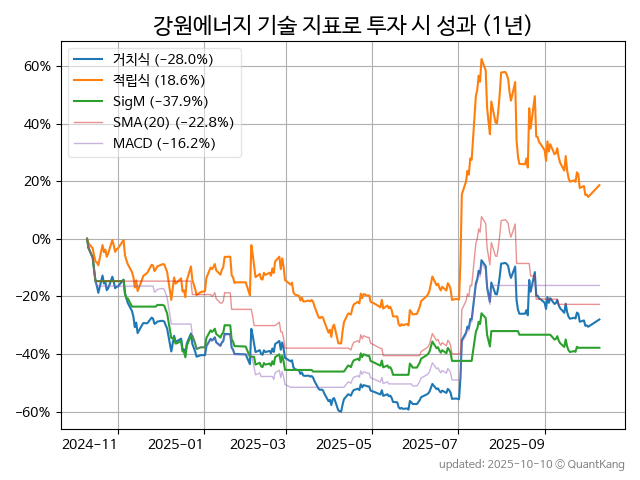 강원에너지 기술 지표로 투자 시 성과 (1년)
거치식 (−28.0%)
적립식 (18.6%)
SigM (−37.9%)
SMA(20) (−22.8%)
MACD (−16.2%)
60%
40%
20%
0%
−20%
−40%
−60%
2024−11
2025−01
2025−03
2025−05
2025−07
2025−09
updated: 2025-10-10 © QuantKang